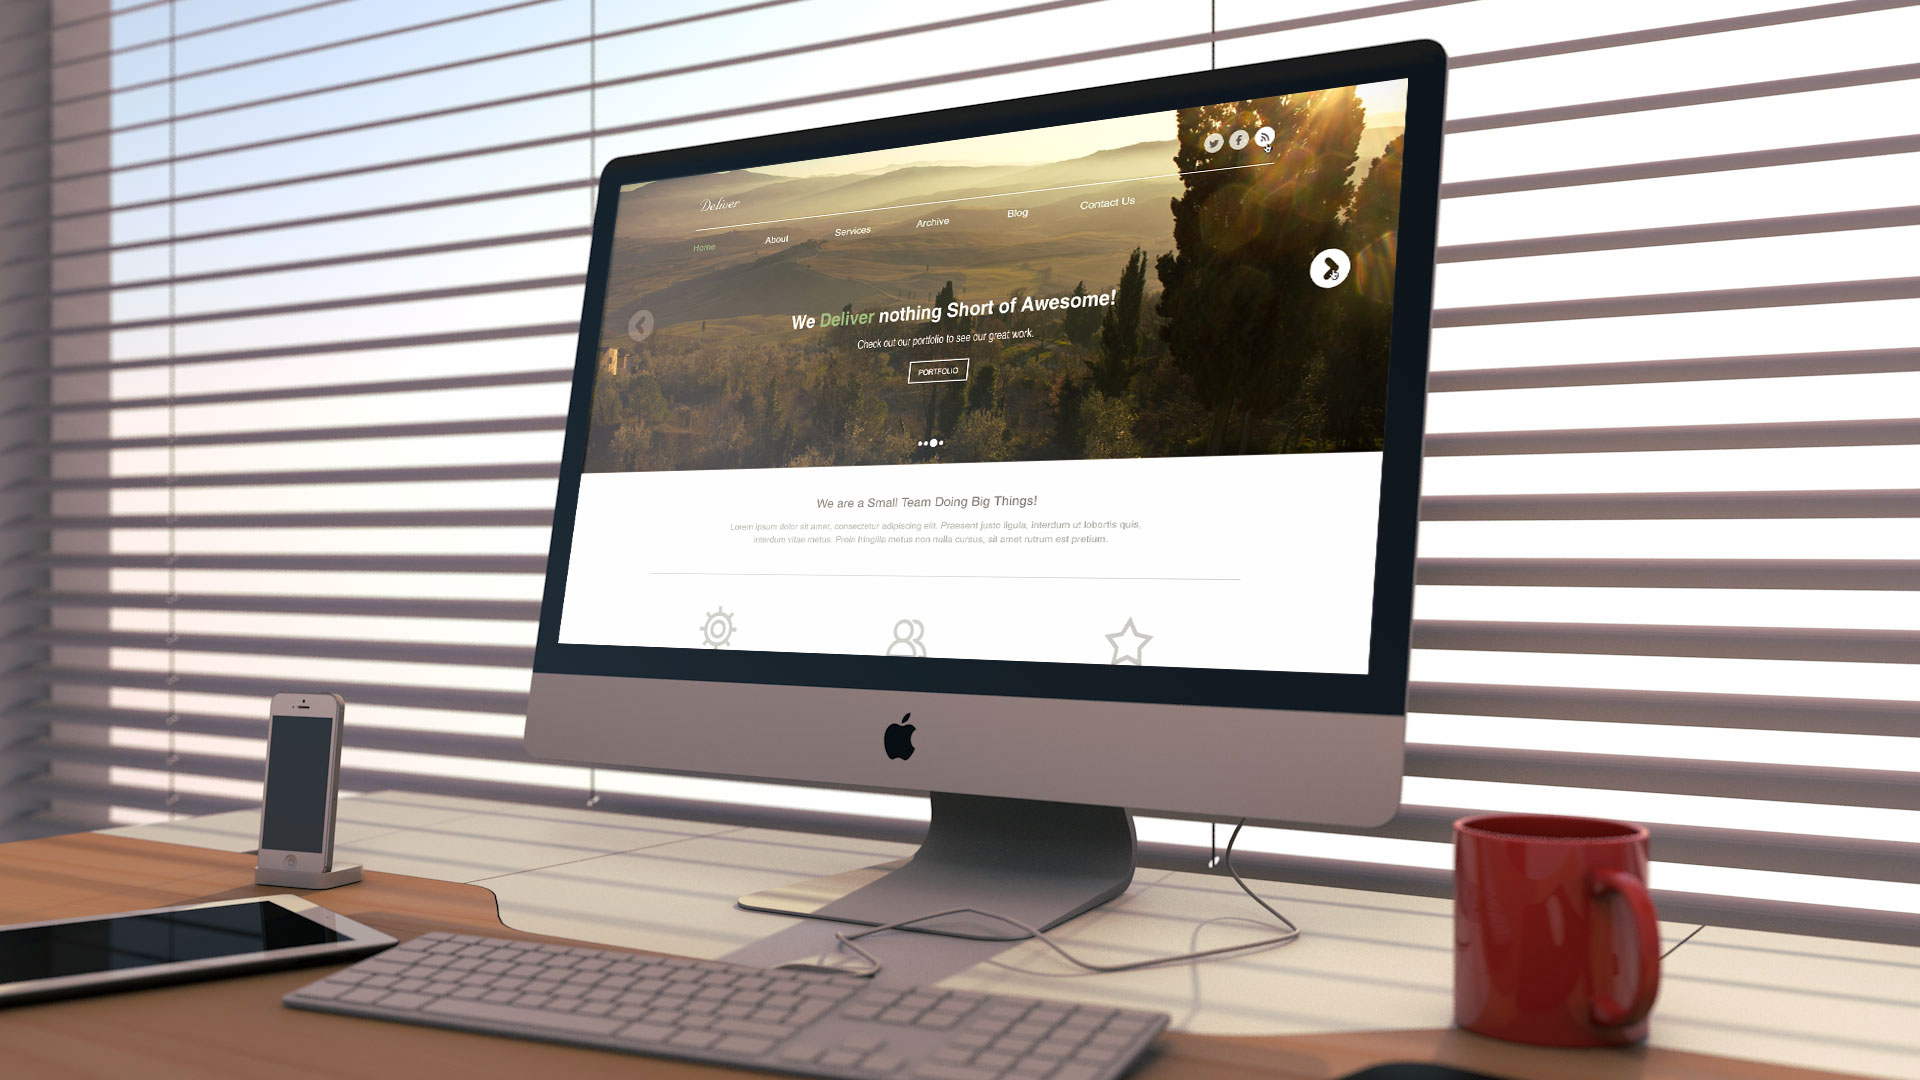 Deliver
Home About Services Archive Blog Contact Us
We Deliver nothing Short of Awesome!
Check out our portfolio to see our great work.
PORTFOLIO
We are a Small Team Doing Big Things!
Lorem ipsum dolor sit amet, consectetur adipiscing elit. Praesent justo ligula, interdum ut lobortis quis,
interdum vitae metus. Proin fringilla metus non nulla cursus, sit amet rutrum est pretium.